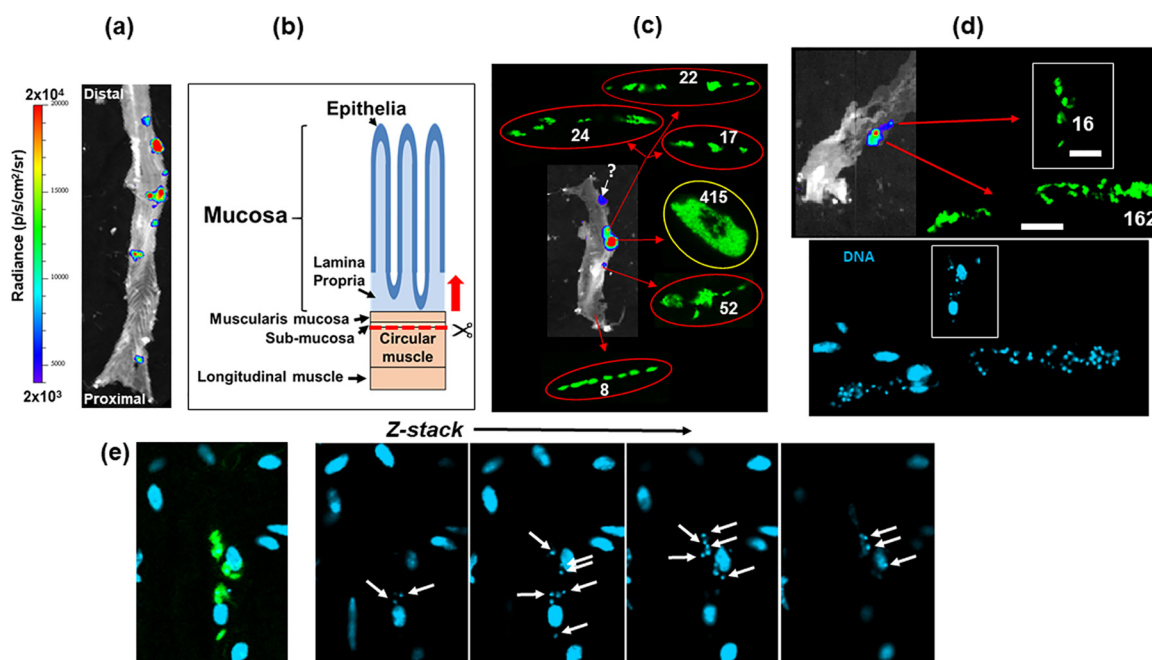 (a)
(b)
(c)
(d)
2x10⁴
20000
15000
10000
5000
2x10³
Radiance (p/s/cm2/sr)
Distal
Proximal
Epithelia
Mucosa
Lamina
Propria
Muscularis mucosa
Sub-mucosa
Circular
muscle
Longitudinal muscle
22
24
17
?
415
52
8
16
162
DNA
Z-stack
(e)